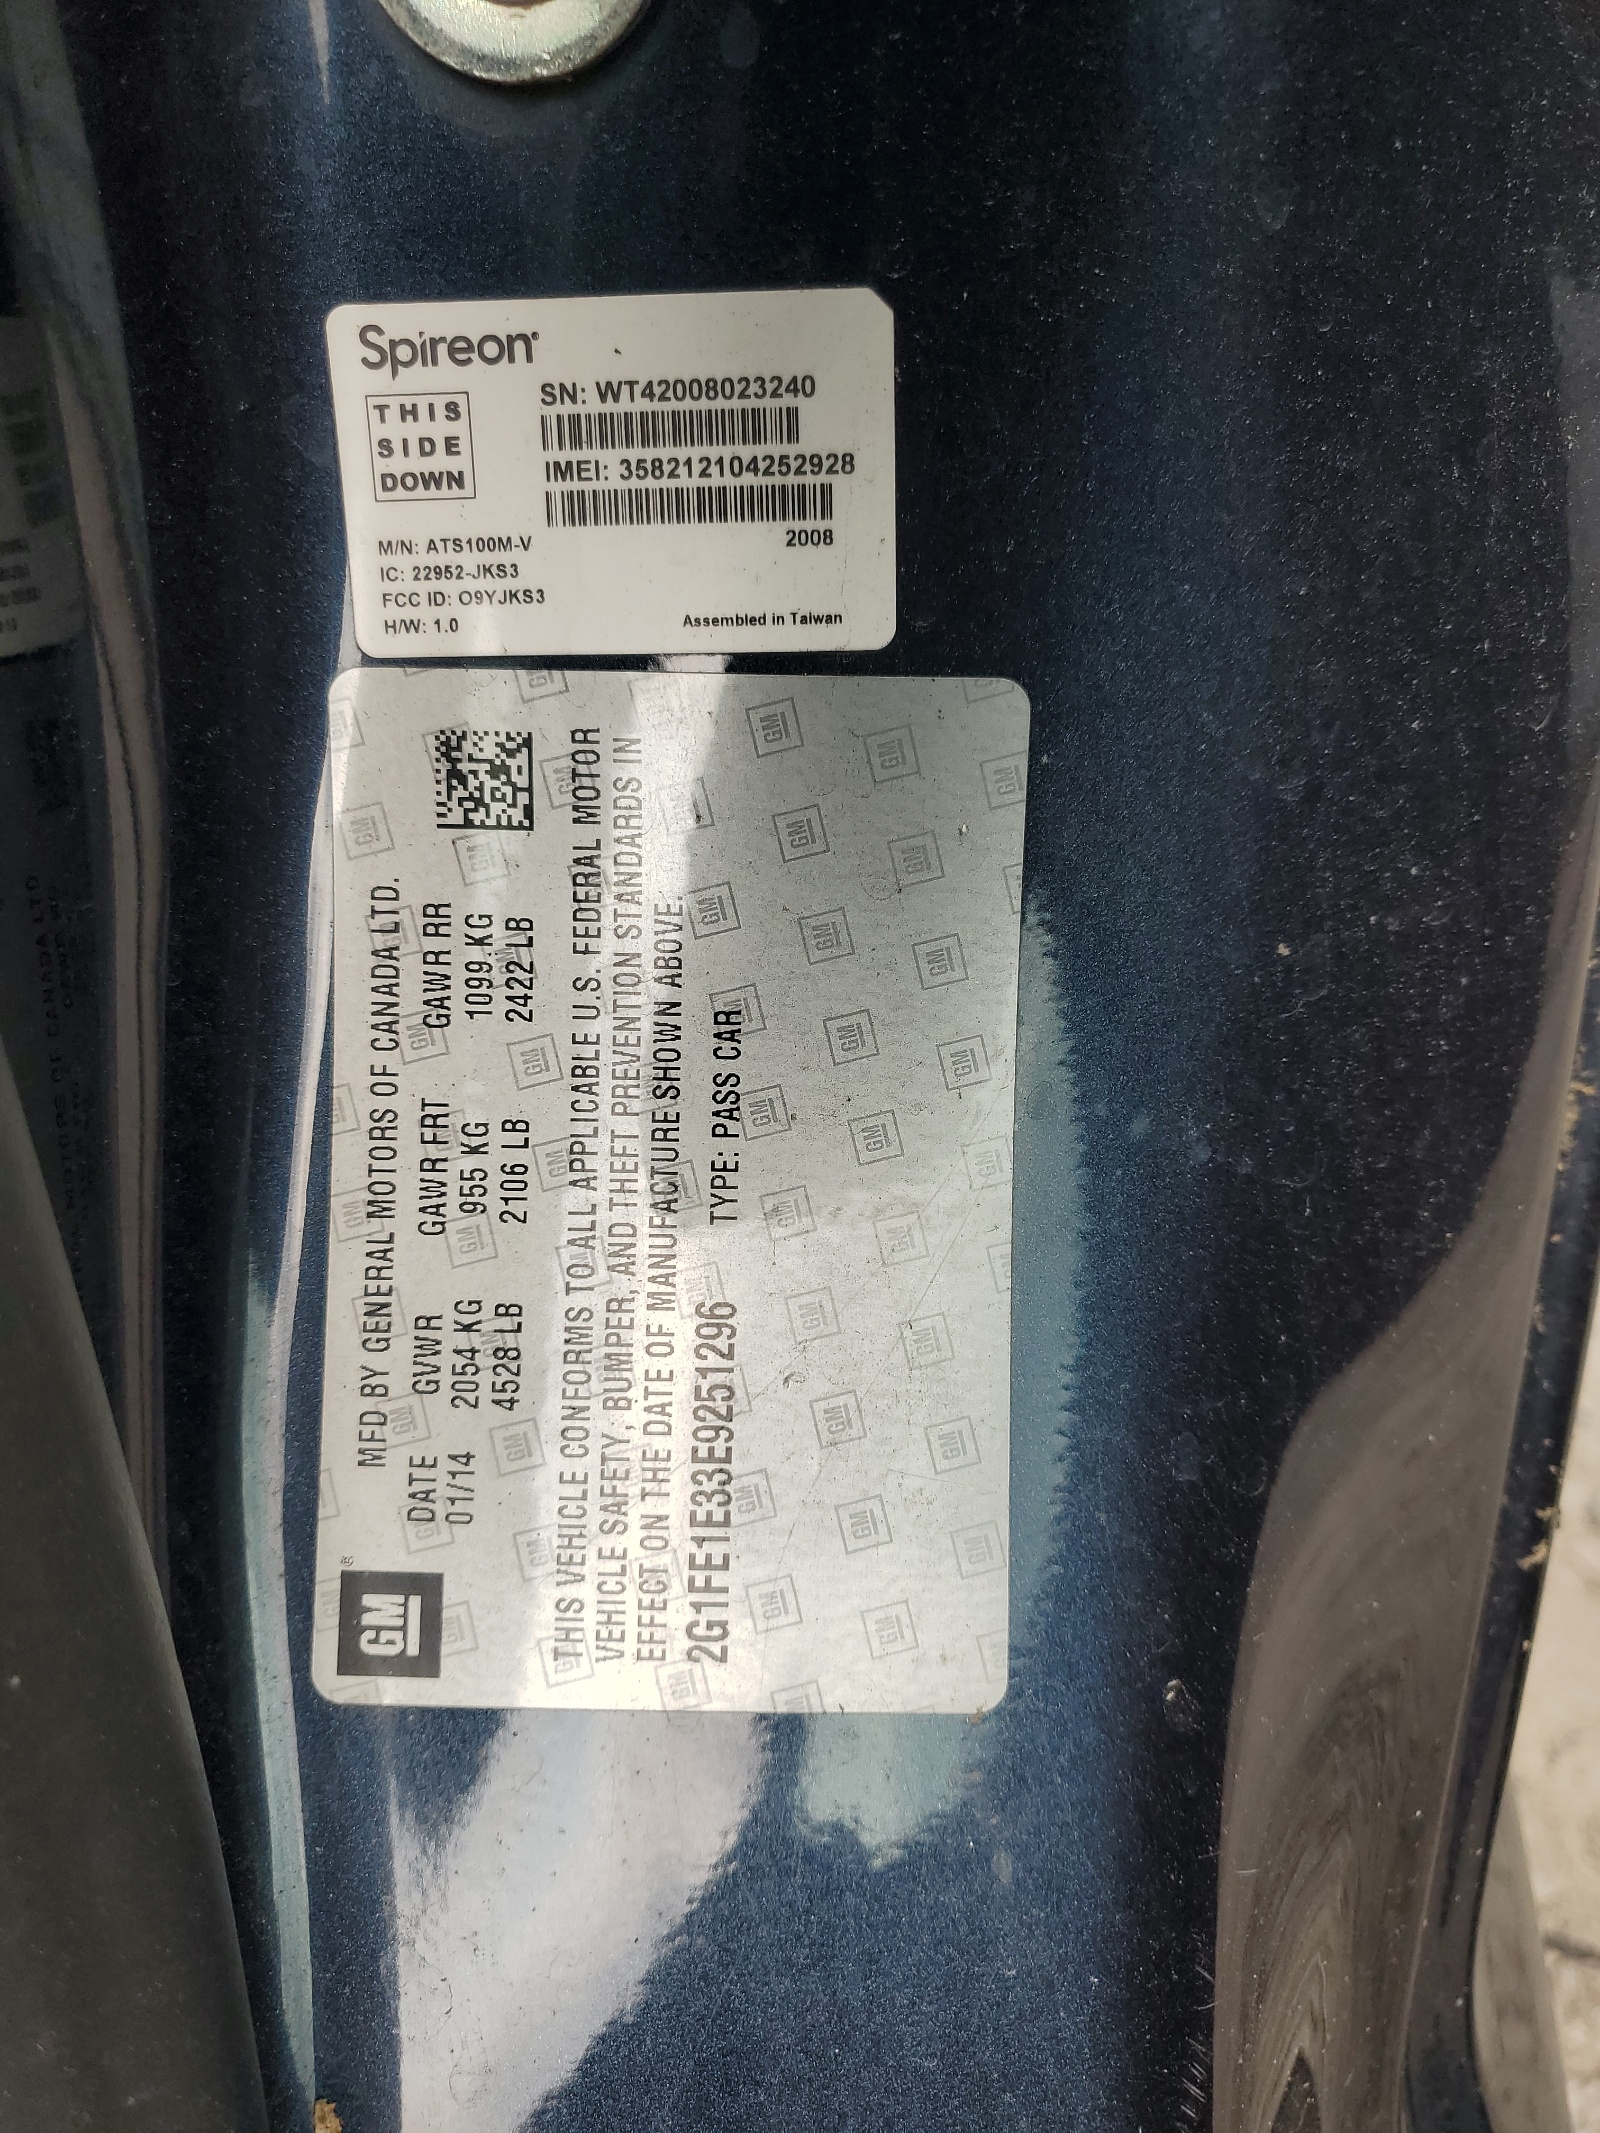 Spireon
THIS
SIDE
DOWN
SN: WT42008023240
IMEI: 358212104252928
2008
M/N: ATS100M-V
IC: 22952-JKS3
FCC ID: O9YJKS3
H/W: 1.0
Assembled in Taiwan
GM®
MFD BY GENERAL MOTORS OF CANADA LTD.
DATE GVWR GAWR FRT GAWR RR
01/14 2054 KG 955 KG 1099 KG
4528 LB 2106 LB 2422 LB
THIS VEHICLE CONFORMS TO ALL APPLICABLE U.S. FEDERAL MOTOR
VEHICLE SAFETY, BUMPER, AND THEFT PREVENTION STANDARDS IN
EFFECT ON THE DATE OF MANUFACTURE SHOWN ABOVE.
2G1FE1E33E9251296 TYPE: PASS CAR